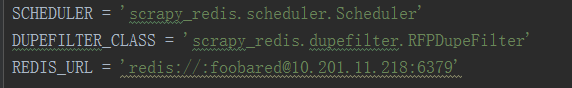 SCHEDULER = 'scrapy_redis.scheduler.Scheduler'
DUPEFILTER_CLASS = 'scrapy_redis.dupefilter.RFPDupeFilter'
REDIS_URL = 'redis://:foobared@10.201.11.218:6379'